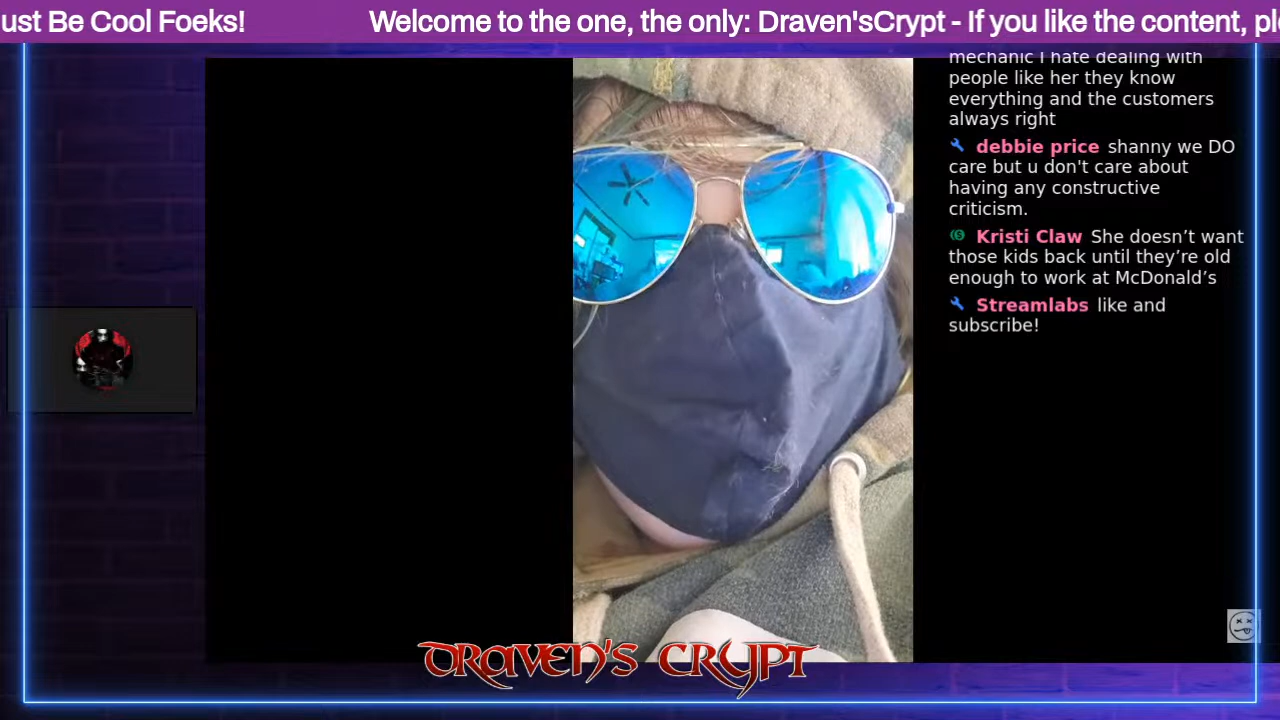 ust Be Cool Foeks! Welcome to the one, the only: Draven'sCrypt - If you like the content, pl
mechanic I hate dealing with
people like her they know
everything and the customers
always right
debbie price shanny we DO
care but u don't care about
having any constructive
criticism.
Kristi Claw She doesn’t want
those kids back until they’re old
enough to work at McDonald’s
Streamlabs like and
subscribe!
DRAVEN'S CRYPT